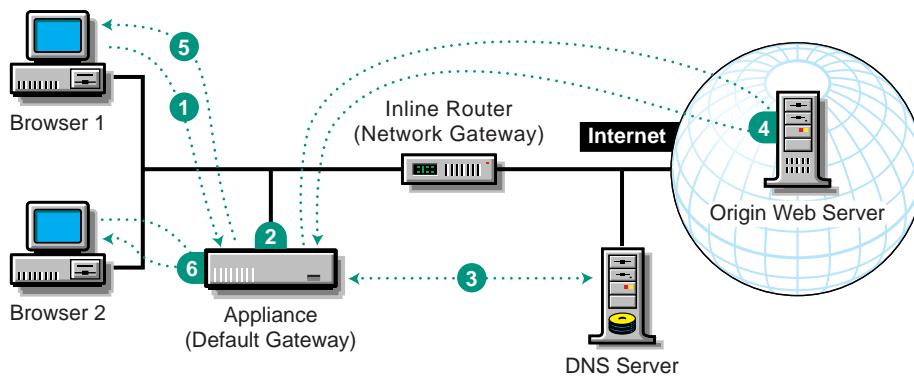 5
1
Browser 1
Inline Router
(Network Gateway)
Internet
4
Origin Web Server
2
6
3
Browser 2
Appliance
(Default Gateway)
DNS Server